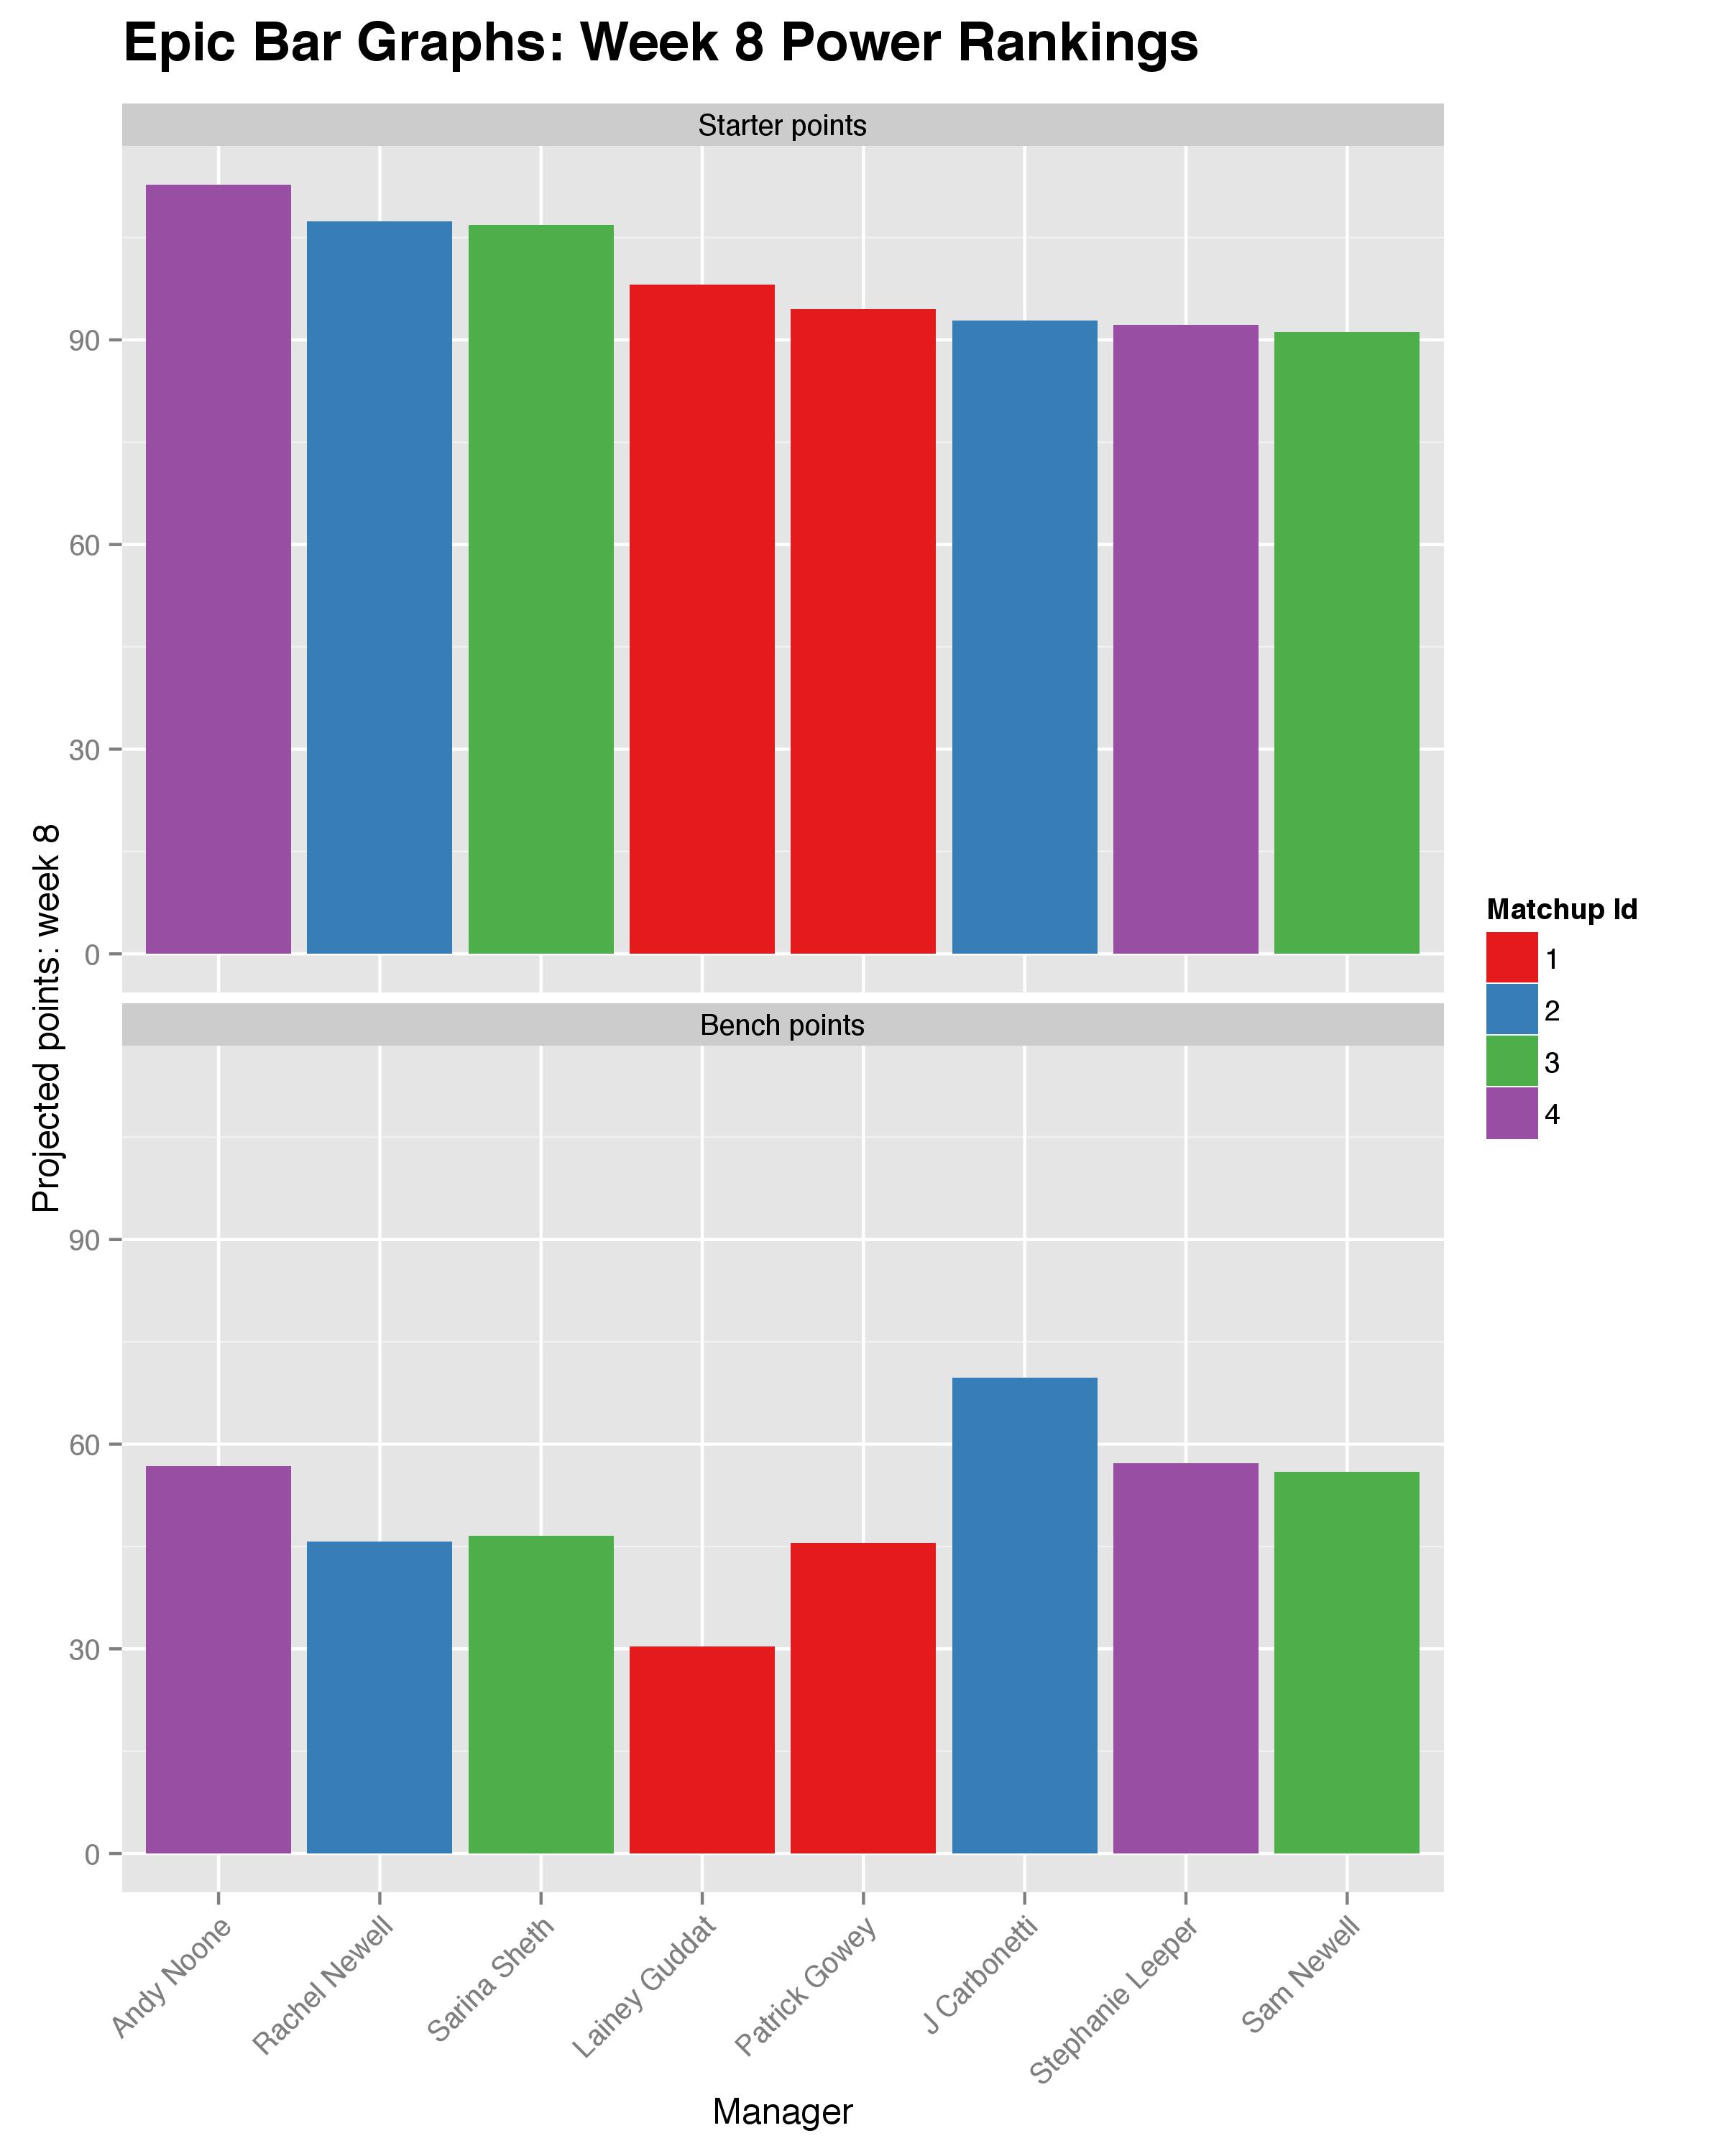 Epic Bar Graphs: Week 8 Power Rankings
Starter points
90
60
30
0
Bench points
90
60
30
0
Projected points: week 8
Andy Noone
Rachel Newell
Sarina Sheth
Lainey Guddat
Patrick Gowey
J Carbonetti
Stephanie Leeper
Sam Newell
Manager
Matchup Id
1
2
3
4